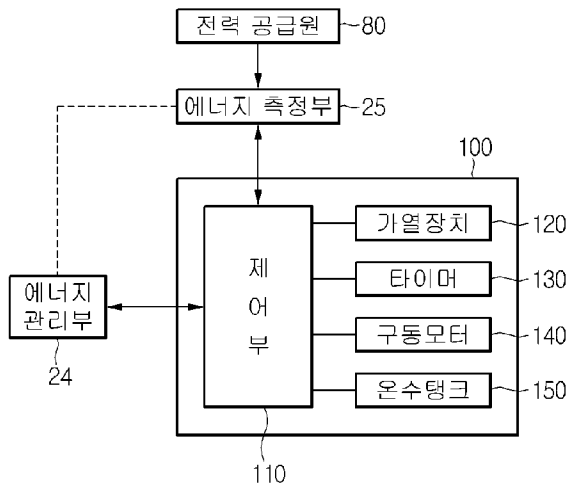 전력 공급원
80
에너지 측정부
25
100
제
어
부
가열장치
120
타이머
130
구동모터
140
온수탱크
150
에너지
관리부
24
110